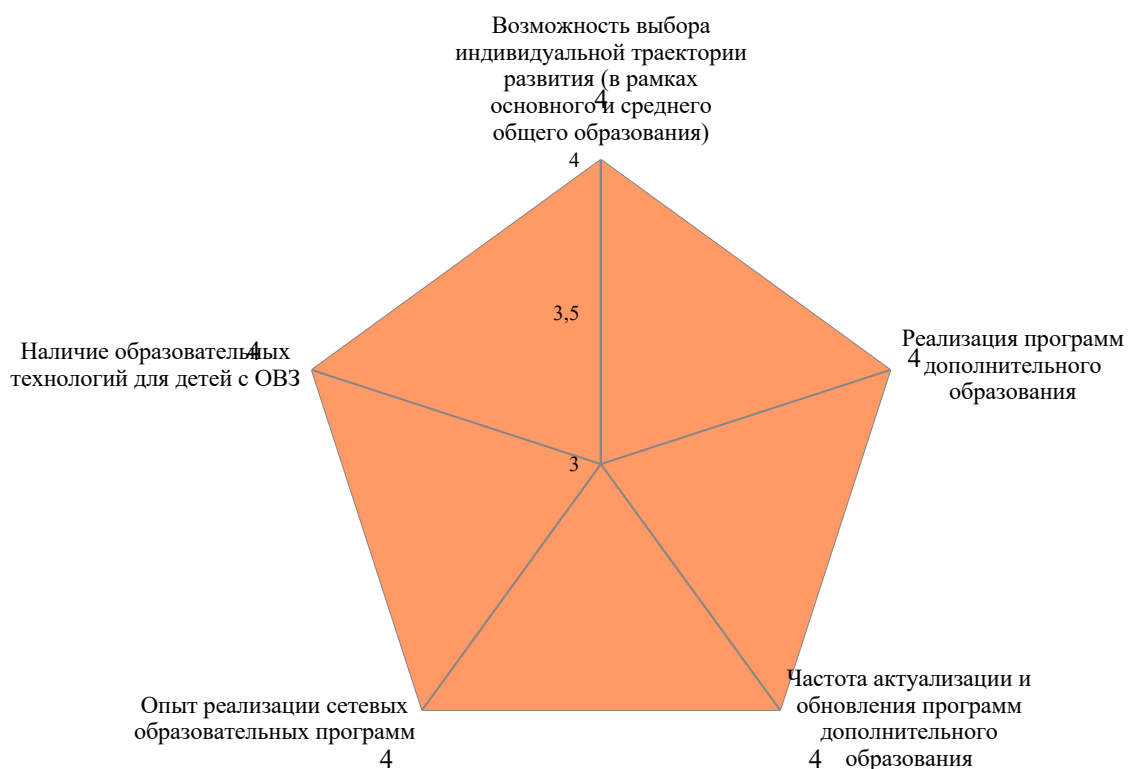 Возможность выбора
индивидуальной траектории
развития (в рамках
основного и среднего
общего образования)
4
4
3,5
3
Реализация программ
дополнительного
образования
4
Частота актуализации и
обновления программ
дополнительного
образования
4
Опыт реализации сетевых
образовательных программ
4
Наличие образовательных
технологий для детей с ОВЗ
4